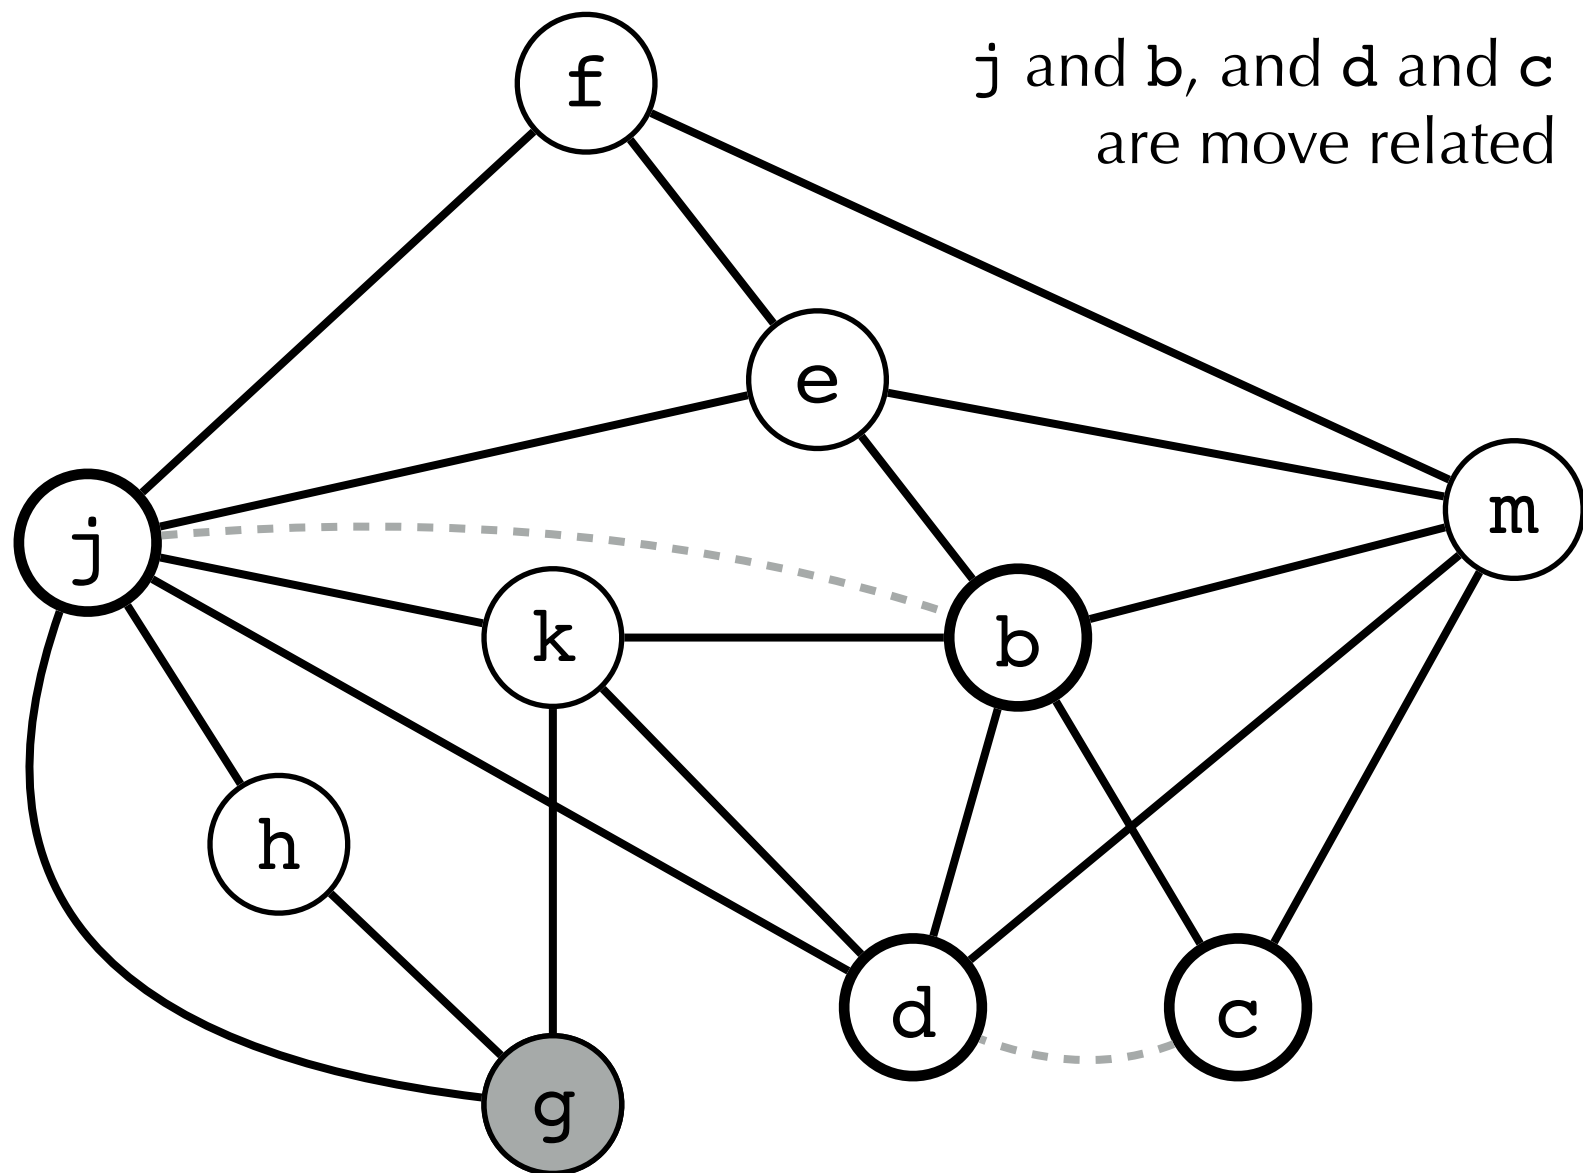 f
j and b, and d and c
are move related
e
j
m
k
b
h
d
c
g